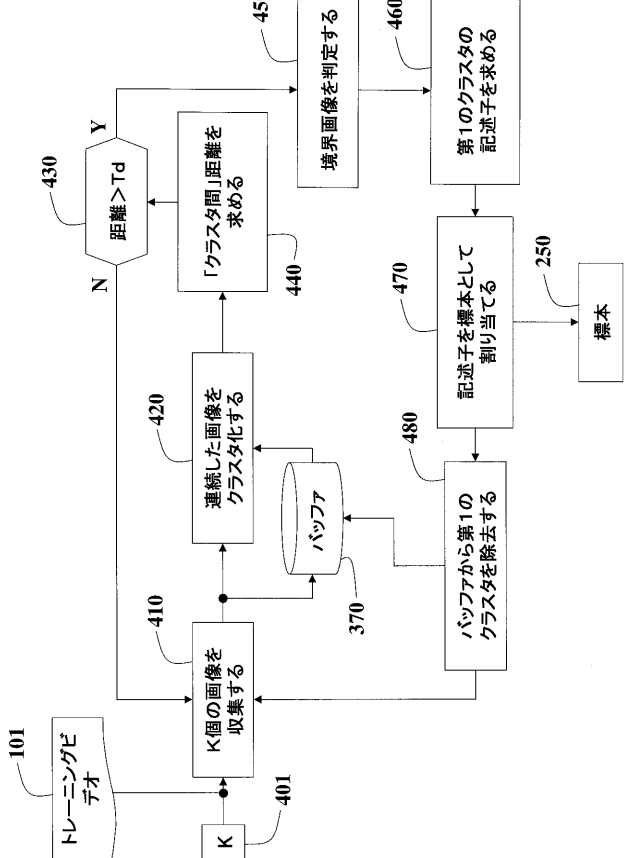 101
トレーニングビ
デオ
K
401
410
K個の画像を
収集する
420
連続した画像を
クラスタ化する
バッファ
370
430
距離>Td
N
Y
「クラスタ間」距離を
求める
440
45
境界画像を判定する
460
第1のクラスタの
記述子を求める
470
記述子を標本として
割り当てる
250
標本
480
バッファから第1の
クラスタを除去する